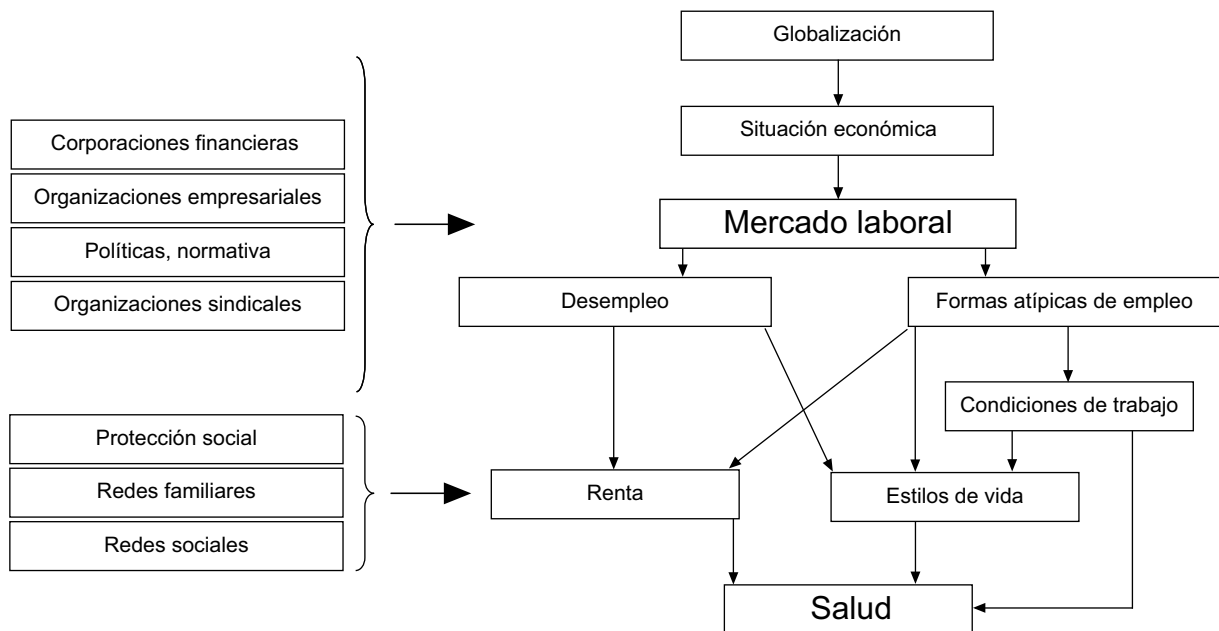 Globalización
Situación económica
Corporaciones financieras
Organizaciones empresariales
Políticas, normativa
Organizaciones sindicales
Mercado laboral
Desempleo
Formas atípicas de empleo
Condiciones de trabajo
Protección social
Redes familiares
Redes sociales
Renta
Estilos de vida
Salud